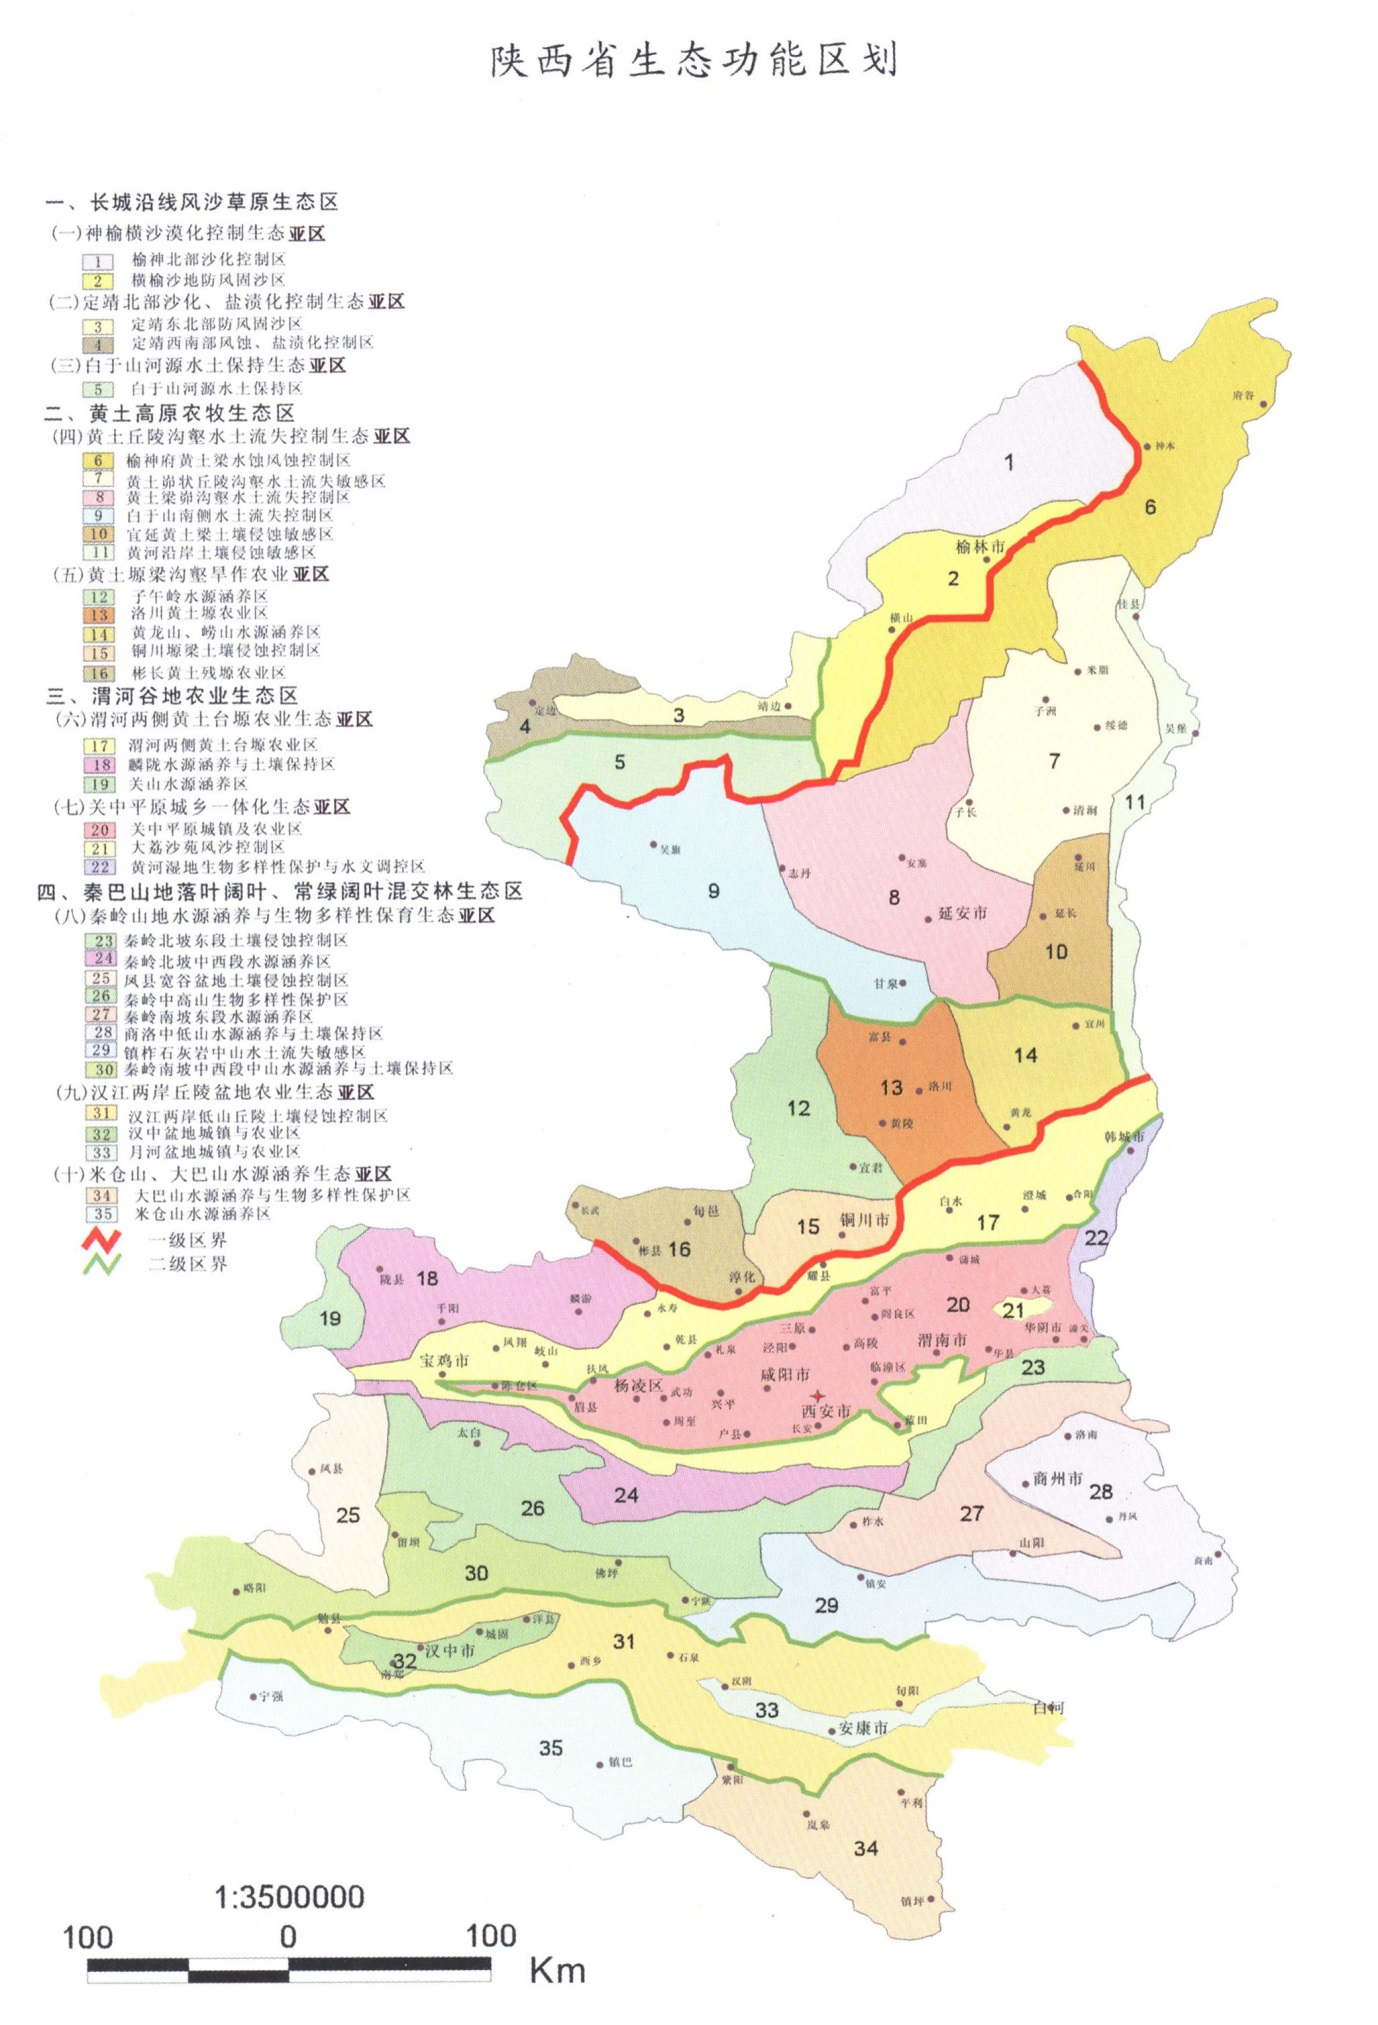 陕西省生态功能区划
一、长城沿线风沙草原生态区
(一)神榆横沙漠化控制生态亚区
1 榆神北部沙化控制区
2 横榆沙地防风固沙区
(二)定靖北部沙化、盐渍化控制生态亚区
3 定靖东北部防风固沙区
4 定靖西南部风蚀、盐渍化控制区
(三)白于山河源水土保持生态亚区
5 白于山河源水土保持区
二、黄土高原农牧生态区
(四)黄土丘陵沟壑水土流失控制生态亚区
6 榆神府黄土梁水蚀风蚀控制区
7 黄土峁状丘陵沟壑水土流失敏感区
8 黄土梁峁沟壑水土流失控制区
9 白于山南侧水土流失控制区
10 宜延黄土梁土壤侵蚀敏感区
11 黄河沿岸土壤侵蚀敏感区
(五)黄土塬梁沟壑旱作农业亚区
12 子午岭水源涵养区
13 洛川黄土塬农业区
14 黄龙山、崂山水源涵养区
15 铜川塬梁土壤侵蚀控制区
16 彬长黄土残塬农业区
三、渭河谷地农业生态区
(六)渭河两侧黄土台塬农业生态亚区
17 渭河两侧黄土台塬农业区
18 麟陇水源涵养与土壤保持区
19 关山水源涵养区
(七)关中平原城乡一体化生态亚区
20 关中平原城镇及农业区
21 大荔沙苑风沙控制区
22 黄河湿地生物多样性保护与水文调控区
四、秦巴山地落叶阔叶、常绿阔叶混交林生态区
(八)秦岭山地水源涵养与生物多样性保育生态亚区
23 秦岭北坡东段土壤侵蚀控制区
24 秦岭北坡中西段水源涵养区
25 凤县宽谷盆地土壤侵蚀控制区
26 秦岭中高山生物多样性保护区
27 秦岭南坡东段水源涵养区
28 商洛中低山水源涵养与土壤保持区
29 镇柞石灰岩中山水土流失敏感区
30 秦岭南坡中西段中山水源涵养与土壤保持区
(九)汉江两岸丘陵盆地农业生态亚区
31 汉江两岸低山丘陵土壤侵蚀控制区
32 汉中盆地城镇与农业区
33 月河盆地城镇与农业区
(十)米仓山、大巴山水源涵养生态亚区
34 大巴山水源涵养与生物多样性保护区
35 米仓山水源涵养区
一级区界
二级区界
府谷
神木
1
6
榆林市
2
佳县
横山
米脂
子洲
绥德
吴堡
定边
4
3
靖边
5
7
11
子长
清涧
吴旗
志丹
安塞
延川
9
8
延安市
延长
10
甘泉
富县
宜川
14
12
13
洛川
黄陵
黄龙
韩城市
宜君
长武
旬邑
彬县
16
15
铜川市
白水
澄城
合阳
17
22
陇县
18
淳化
耀县
蒲城
19
千阳
麟游
永寿
富平
阎良区
20
大荔
21
凤翔
岐山
乾县
礼泉
三原
泾阳
高陵
渭南市
华阴市
潼关
宝鸡市
陈仓区
扶风
杨凌区
武功
咸阳市
临潼区
华县
23
眉县
兴平
西安市
周至
户县
长安
蓝田
太白
洛南
凤县
商州市
28
24
26
25
柞水
27
丹凤
留坝
山阳
商南
略阳
30
佛坪
镇安
29
宁陕
勉县
洋县
城固
汉中市
32
南郑
31
西乡
石泉
汉阴
33
旬阳
白河
安康市
宁强
35
镇巴
紫阳
平利
岚皋
34
镇坪
1:3500000
100 0 100
Km